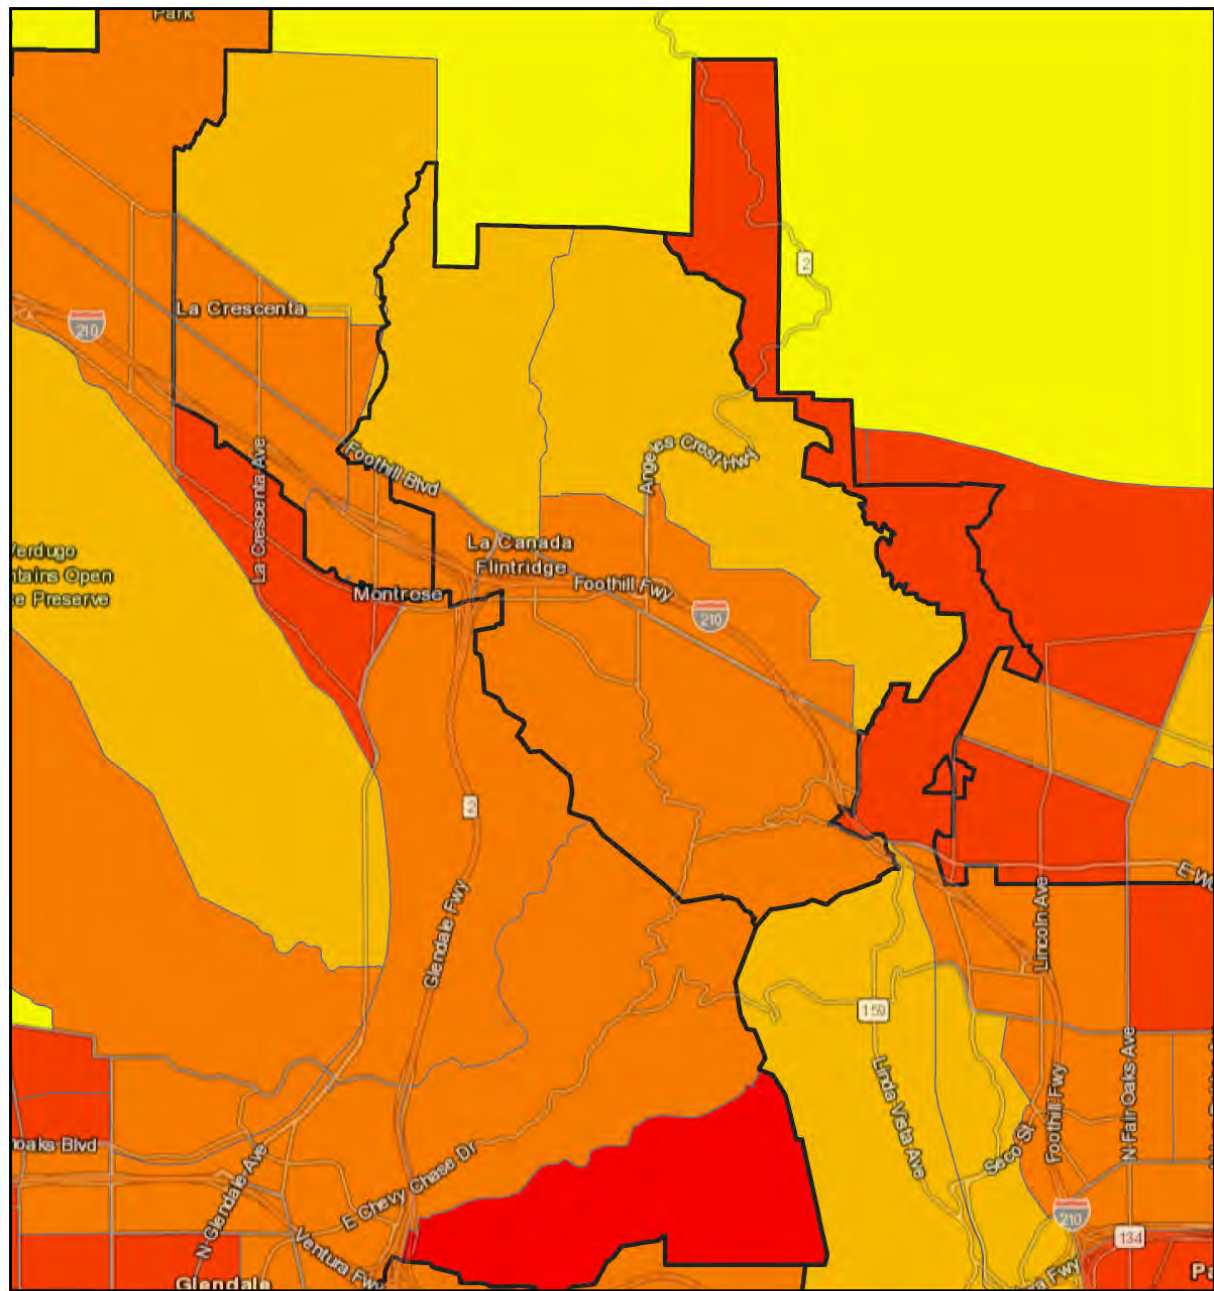 Park
2
La Crescenta
210
Angeles Crest Hwy
Foothill Blvd
La Crescenta Ave
La Canada
Flintridge
Verdugo
ntains Open
e Preserve
Foothill Fwy
Montrose
210
2
E Wo
Lincoln Ave
Glendale Fwy
159
Linda Vista Ave
Foothill Fwy
N Fair Oaks Ave
Seco St
oaks Blvd
E Chevy Chase Dr
N Glendale Ave
210
134
Ventura Fwy
a Fwy
Pa
Glendale